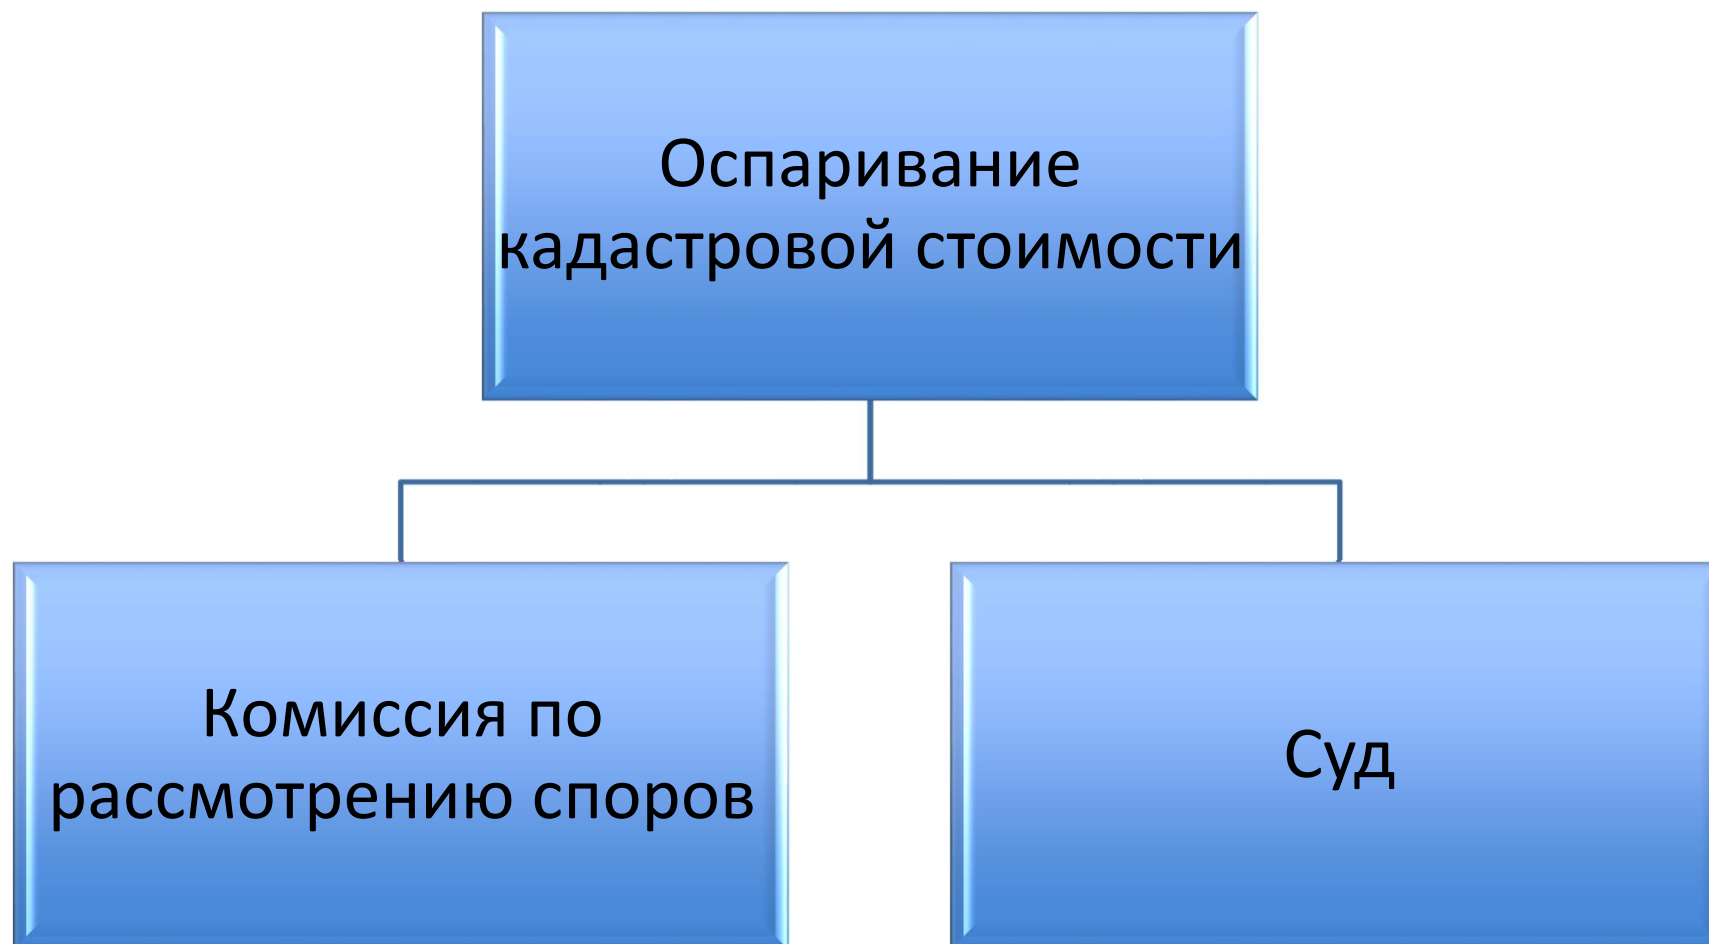 Оспаривание
кадастровой стоимости
Комиссия по
рассмотрению споров
Суд